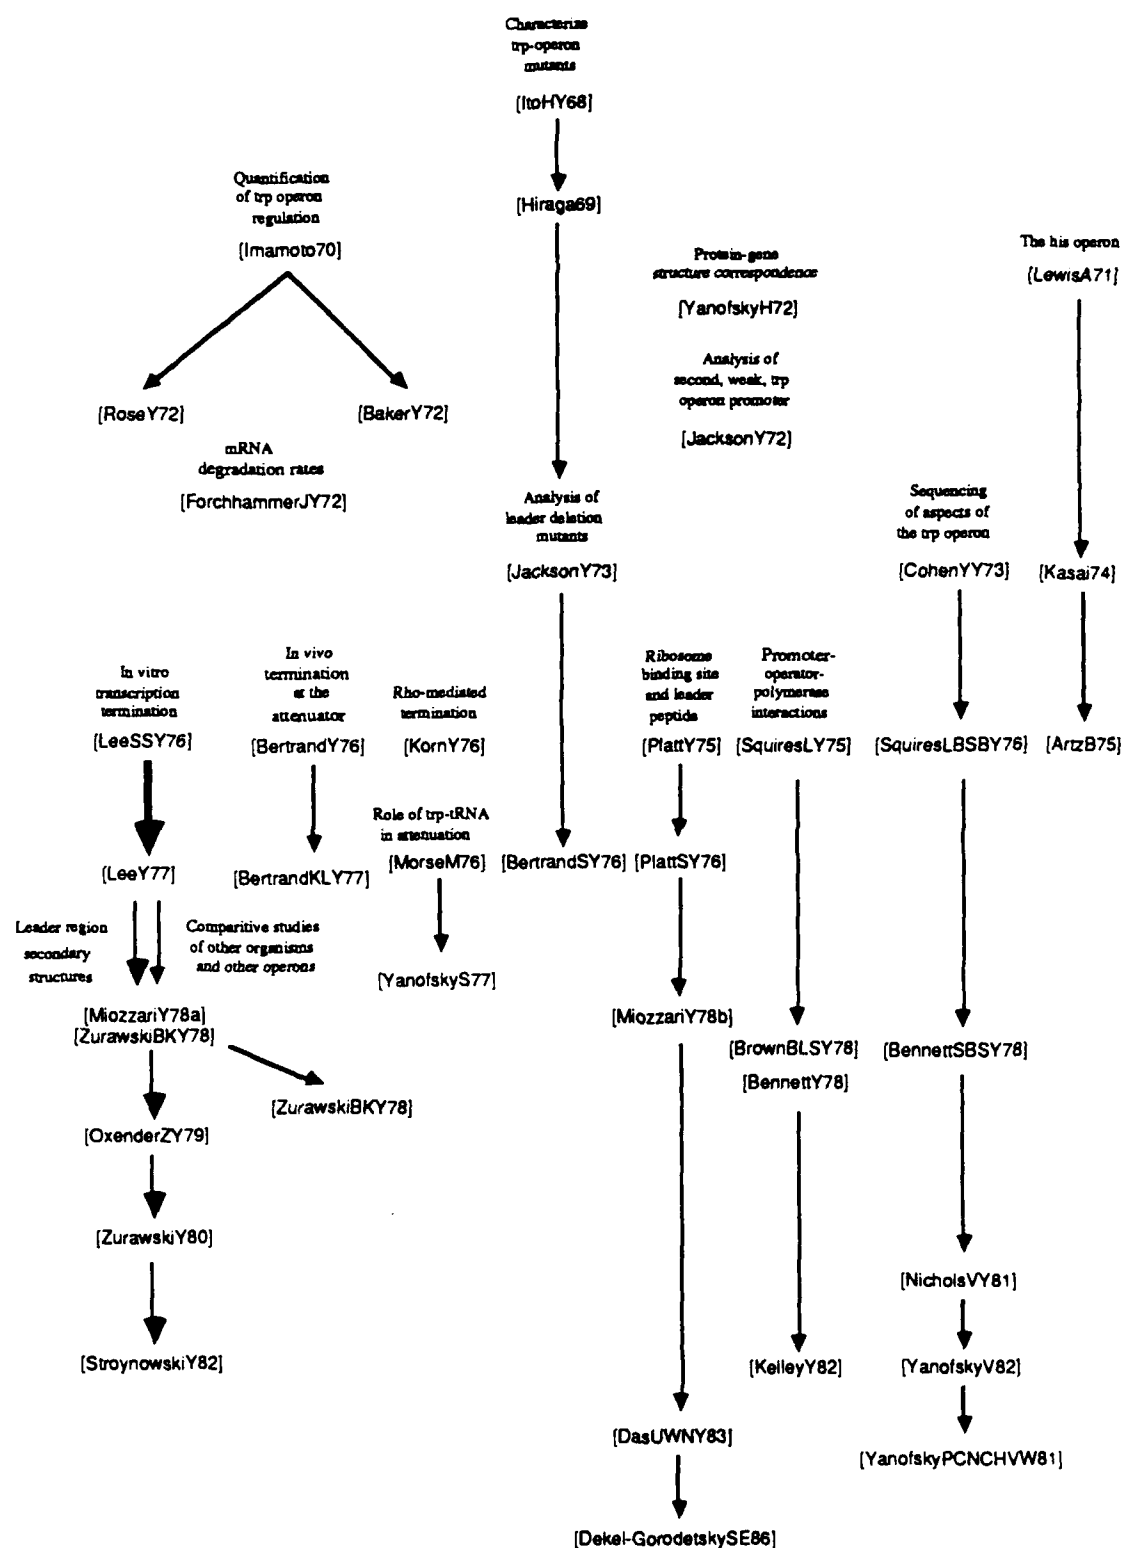 Characterize
trp-operon
mutants
[ItoHY68]
Quantification
of trp operon
regulation
[Imamoto70]
[Hiraga69]
Protein-gene
structure correspondence
[YanofskyH72]
The his operon
[LewisA71]
Analysis of
second, weak, trp
operon promoter
[JacksonY72]
[RoseY72]
[BakerY72]
mRNA
degradation rates
[ForchhammerJY72]
Analysis of
leader deletion
mutants
[JacksonY73]
Sequencing
of aspects of
the trp operon
[CohenYY73]
[Kasai74]
In vitro
transcription
termination
[LeeSSY76]
In vivo
termination
at the
attenuator
[BertrandY76]
Rho-mediated
termination
[KornY76]
Ribosome
binding site
and leader
peptide
[PlattY75]
Promoter-
operator-
polymerase
interactions
[SquiresLY75]
[SquiresLBSBY76]
[ArtzB75]
Role of trp-tRNA
in attenuation
[MorseM76]
[BertrandSY76]
[PlattSY76]
[LeeY77]
[BertrandKLY77]
Leader region
secondary
structures
Comparitive studies
of other organisms
and other operons
[YanofskyS77]
[MiozzariY78a]
[ZurawskiBKY78]
[MiozzariY78b]
[BrownBLSY78]
[BennettY78]
[BennettSBSY78]
[ZurawskiBKY78]
[OxenderZY79]
[ZurawskiY80]
[NicholsVY81]
[StroynowskiY82]
[KelleyY82]
[YanofskyV82]
[DasUWNY83]
[YanofskyPCNCHVW81]
[Dekel-GorodetskySE86]